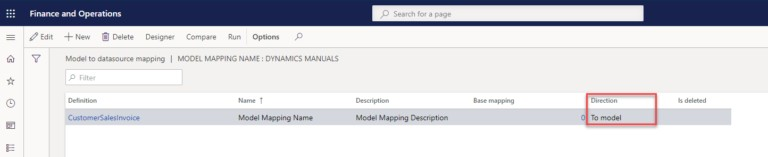 Finance and Operations
Search for a page
Edit
New
Delete
Designer
Compare
Run
Options
Model to datasource mapping | MODEL MAPPING NAME : DYNAMICS MANUALS
Filter
Definition Name ↑ Description Base mapping Direction Is deleted
CustomerSalesInvoice Model Mapping Name Model Mapping Description 0 To model